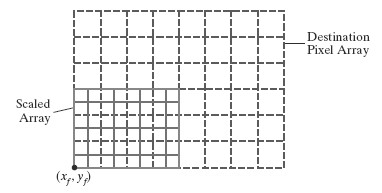 Destination
Pixel Array
Scaled
Array
(x_f, y_f)